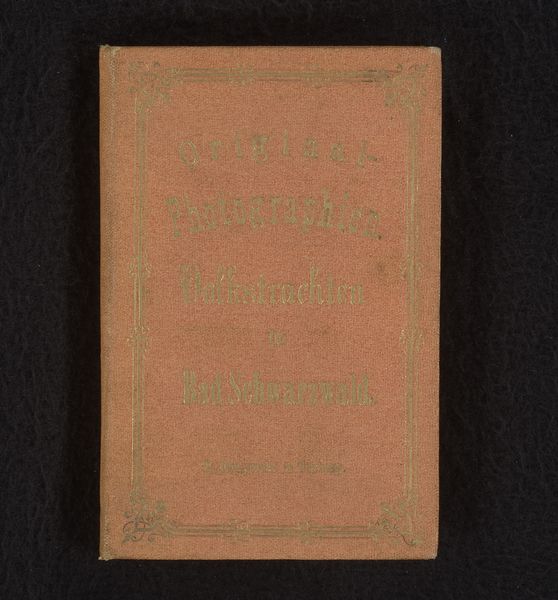 Original
Photographien
Volkstrachten
Bad Schwarzwald.